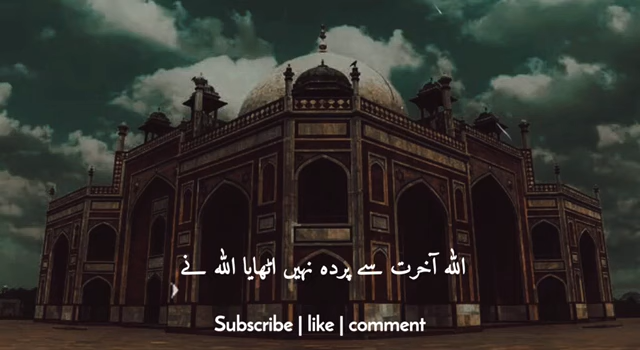 اللہ آخرت سے پردہ نہیں اٹھایا اللہ نے
Subscribe | like | comment